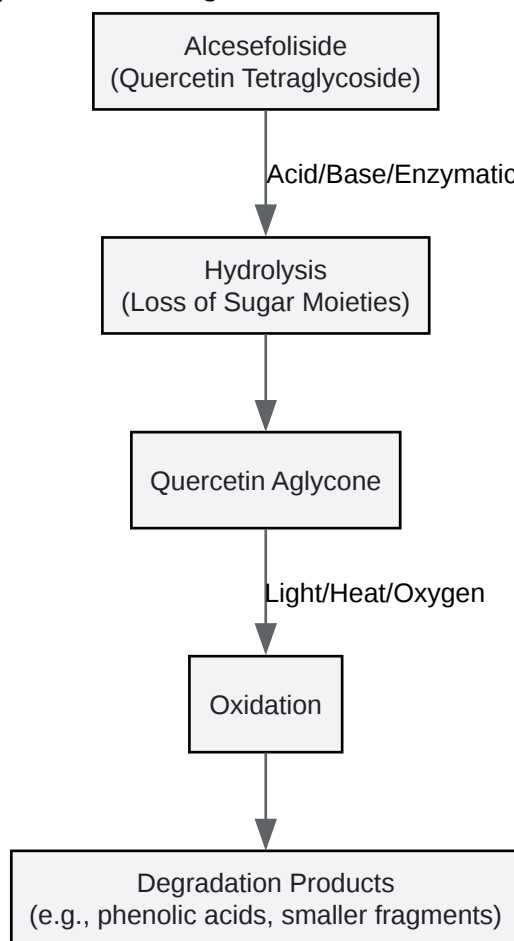 Alcesefoliside
(Quercetin Tetraglycoside)
Acid/Base/Enzymatic
Hydrolysis
(Loss of Sugar Moieties)
Quercetin Aglycone
Light/Heat/Oxygen
Oxidation
Degradation Products
(e.g., phenolic acids, smaller fragments)